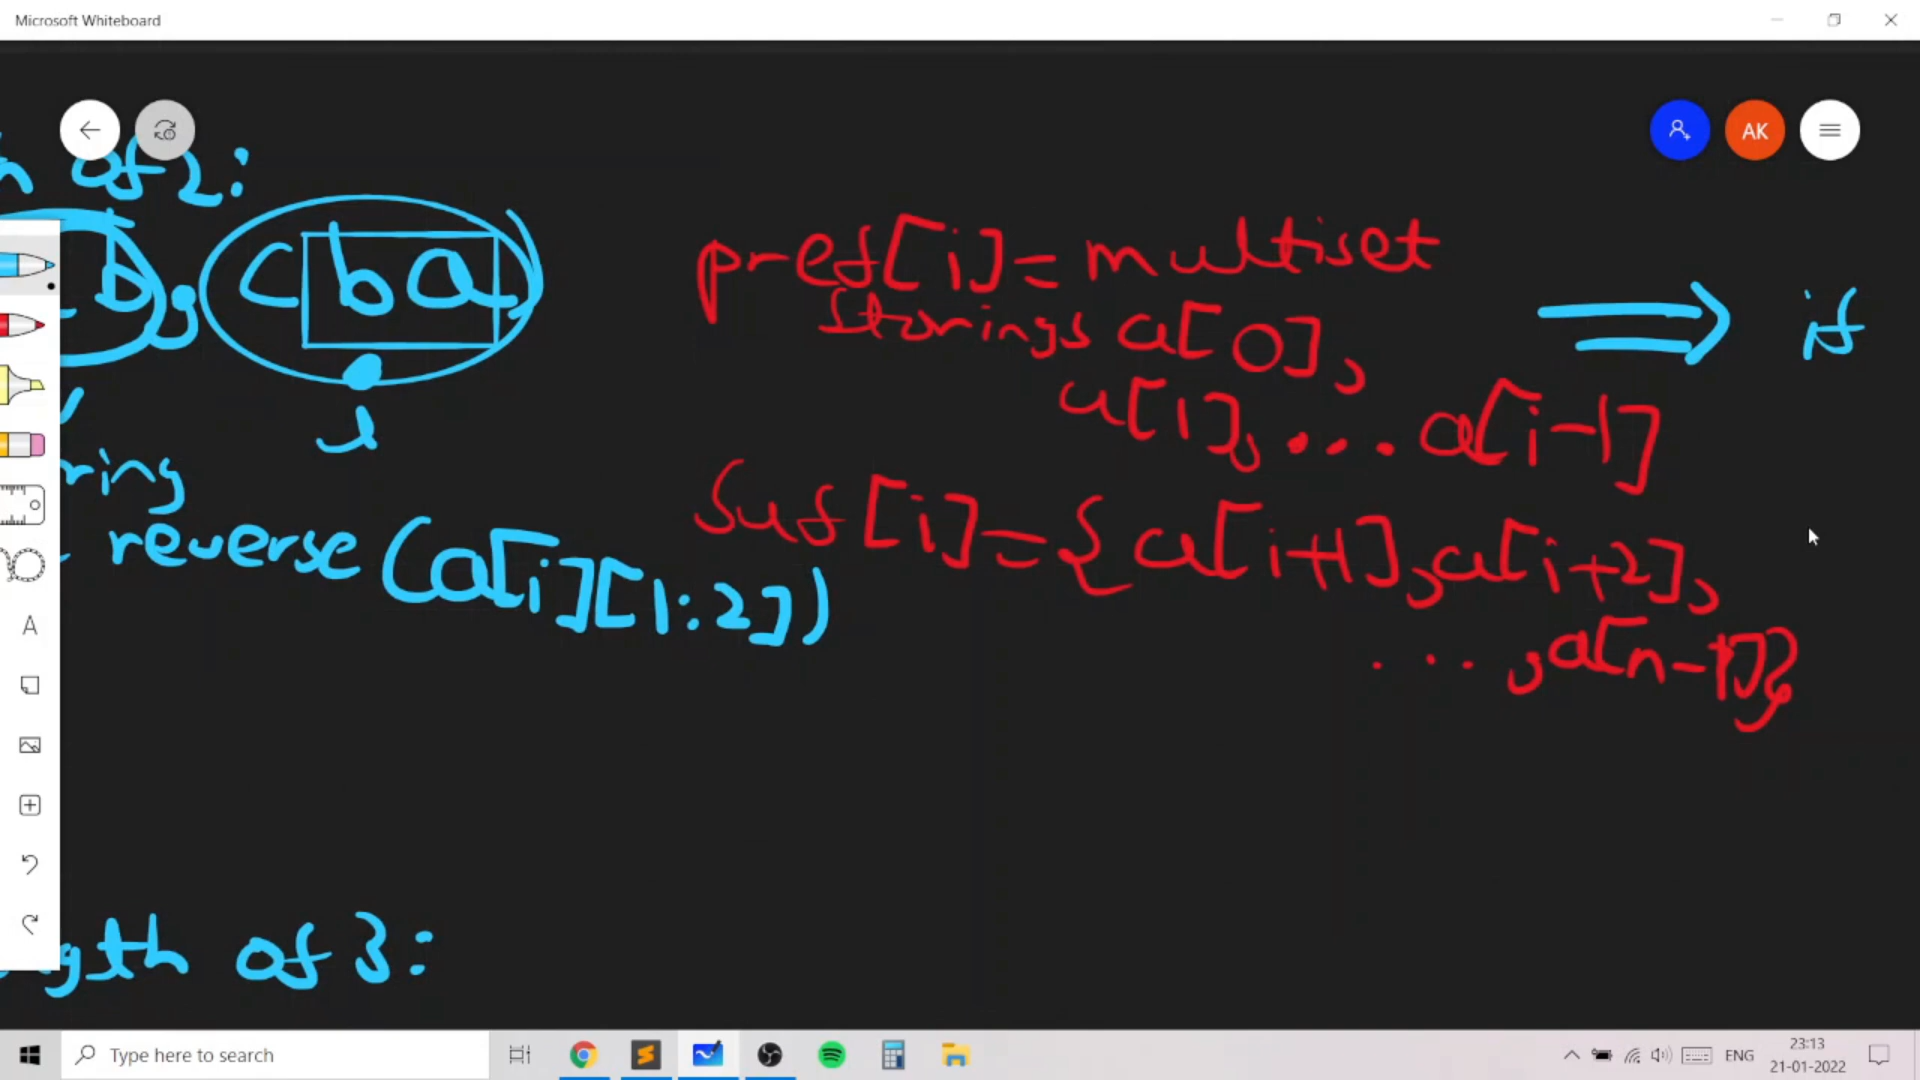 Microsoft Whiteboard
AK
of 2:
b, cba
i
ring
reverse (a[i][1:2])
gth of 3:
pref[i] = multiset
storings a[0],
a[1], ... a[i-1]
suf[i] = {a[i+1], a[i+2],
..., a[n-1]}
if
A
Type here to search
ENG
23:13
21-01-2022